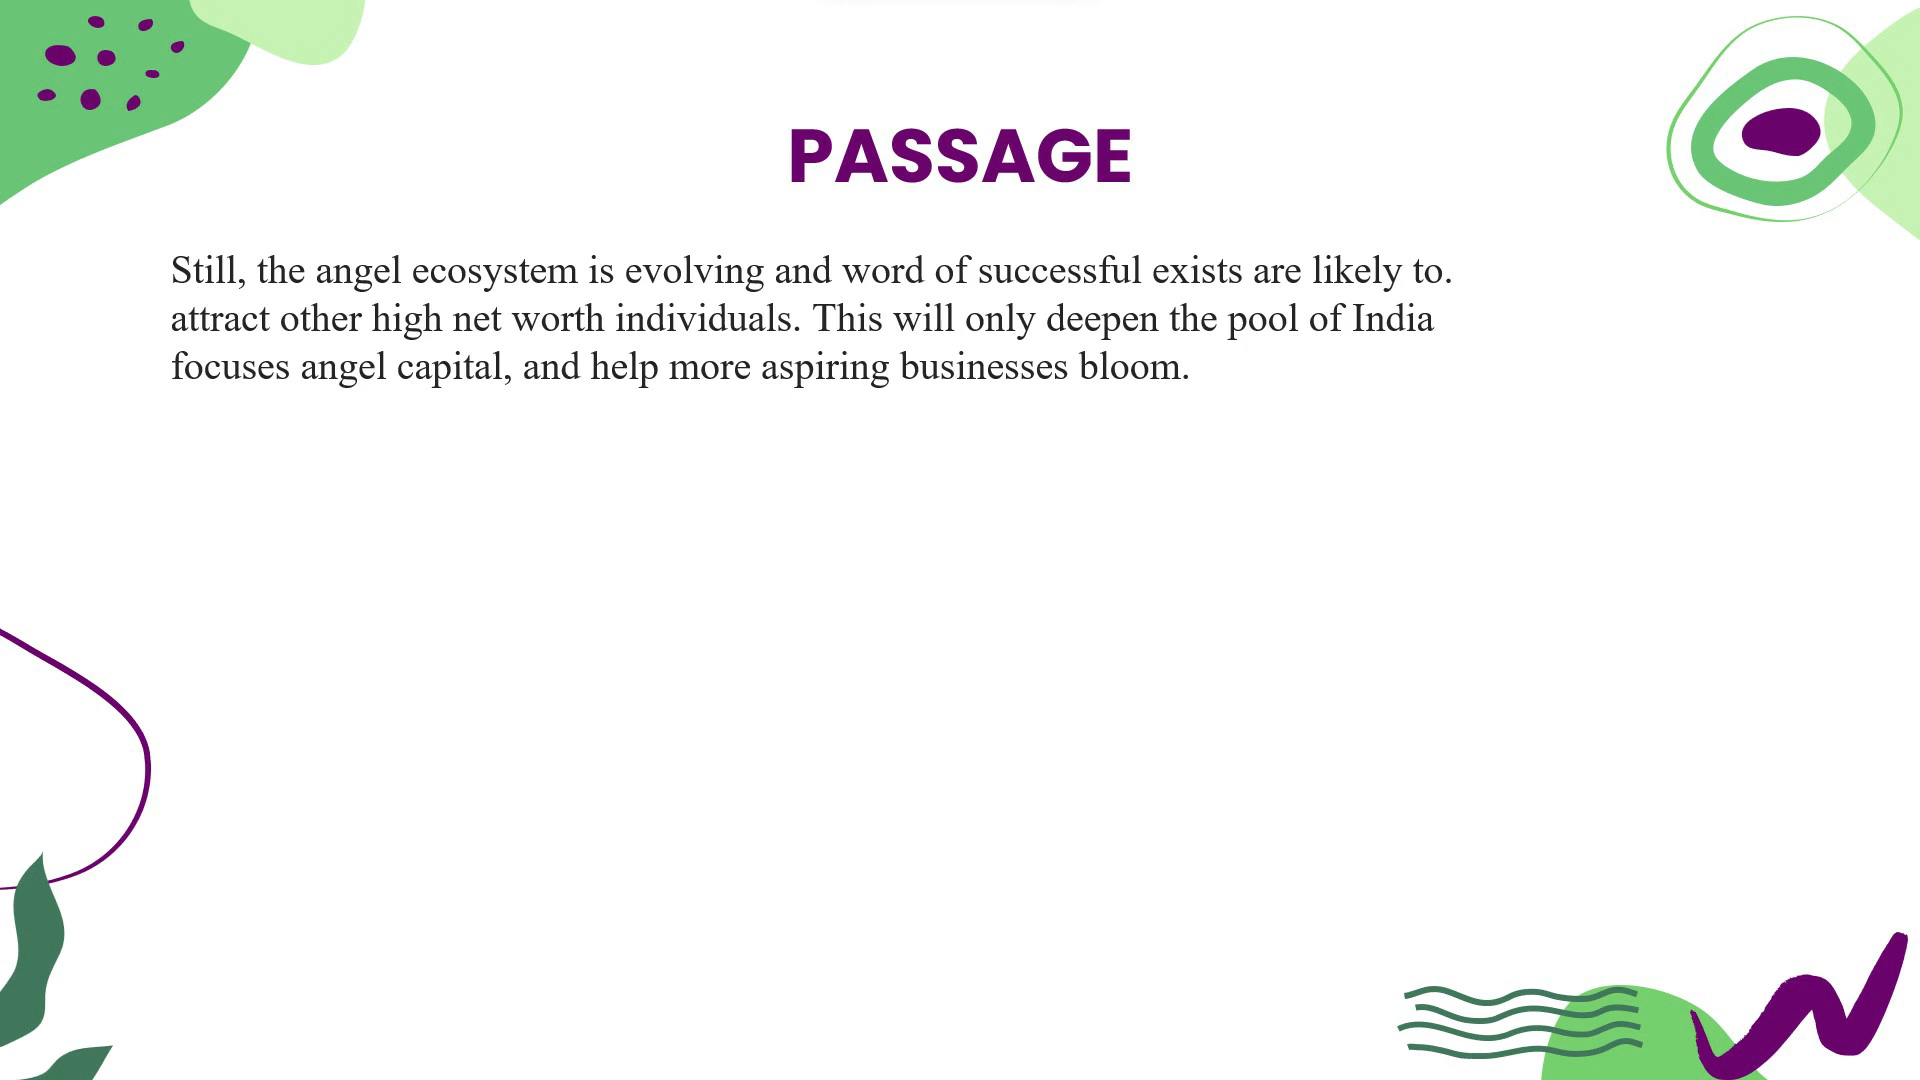 PASSAGE
Still, the angel ecosystem is evolving and word of successful exists are likely to.
attract other high net worth individuals. This will only deepen the pool of India
focuses angel capital, and help more aspiring businesses bloom.